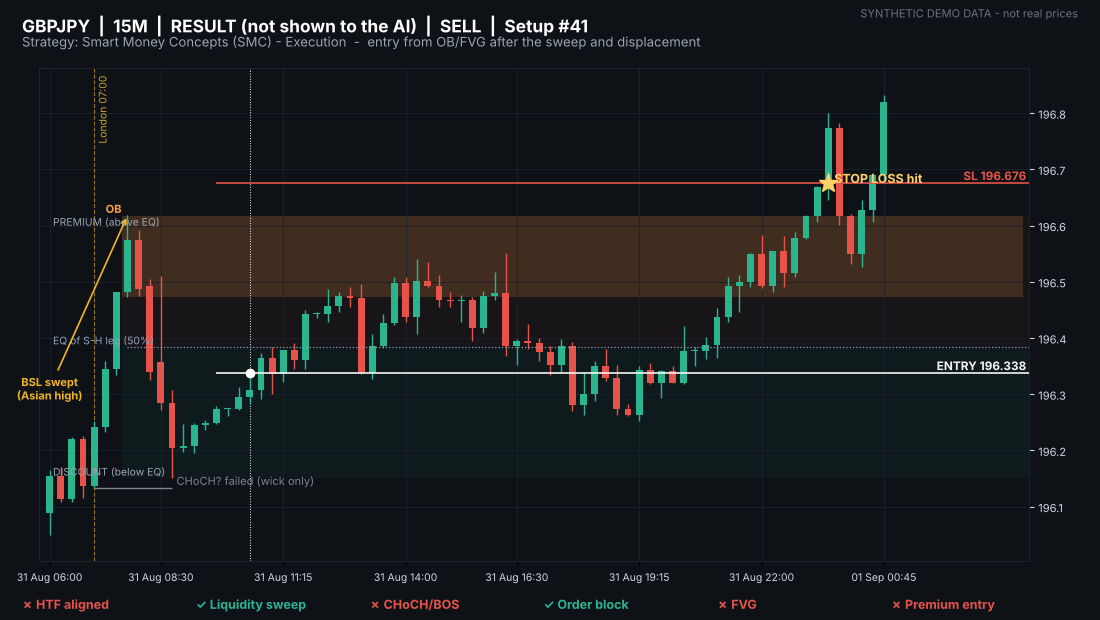 SYNTHETIC DEMO DATA - not real prices
GBPJPY | 15M | RESULT (not shown to the AI) | SELL | Setup #41
Strategy: Smart Money Concepts (SMC) - Execution - entry from OB/FVG after the sweep and displacement
London 07:00
196.8
196.7
STOP LOSS hit
SL 196.676
OB
PREMIUM (above EQ)
196.6
196.5
EQ of S-H leg (50%)
196.4
ENTRY 196.338
BSL swept
(Asian high)
196.3
196.2
DISCOUNT (below EQ)
CHoCH? failed (wick only)
196.1
31 Aug 06:00
31 Aug 08:30
31 Aug 11:15
31 Aug 14:00
31 Aug 16:30
31 Aug 19:15
31 Aug 22:00
01 Sep 00:45
× HTF aligned
✓ Liquidity sweep
× CHoCH/BOS
✓ Order block
× FVG
× Premium entry